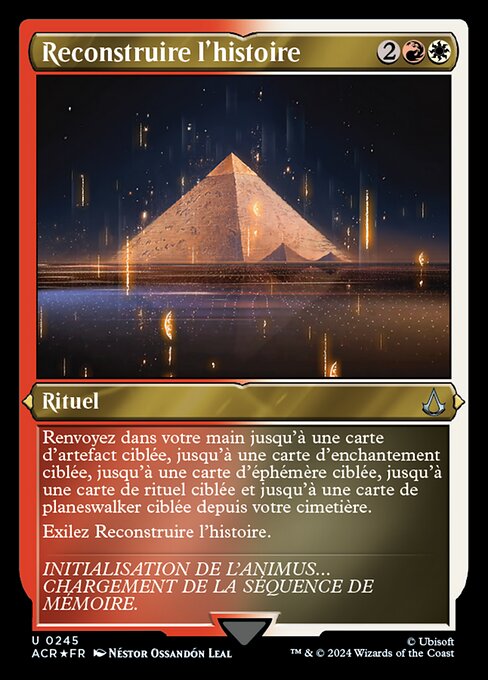 Reconstruire l'histoire 2
Rituel
Renvoyez dans votre main jusqu'à une carte
d'artefact ciblée, jusqu'à une carte d'enchantement
ciblée, jusqu'à une carte d'éphémère ciblée, jusqu'à
une carte de rituel ciblée et jusqu'à une carte de
planeswalker ciblée depuis votre cimetière.
Exilez Reconstruire l'histoire.
INITIALISATION DE L'ANIMUS...
CHARGEMENT DE LA SÉQUENCE DE
MÉMOIRE.
U 0245
ACR★FR Néstor Ossandón Leal
© Ubisoft
™ & © 2024 Wizards of the Coast